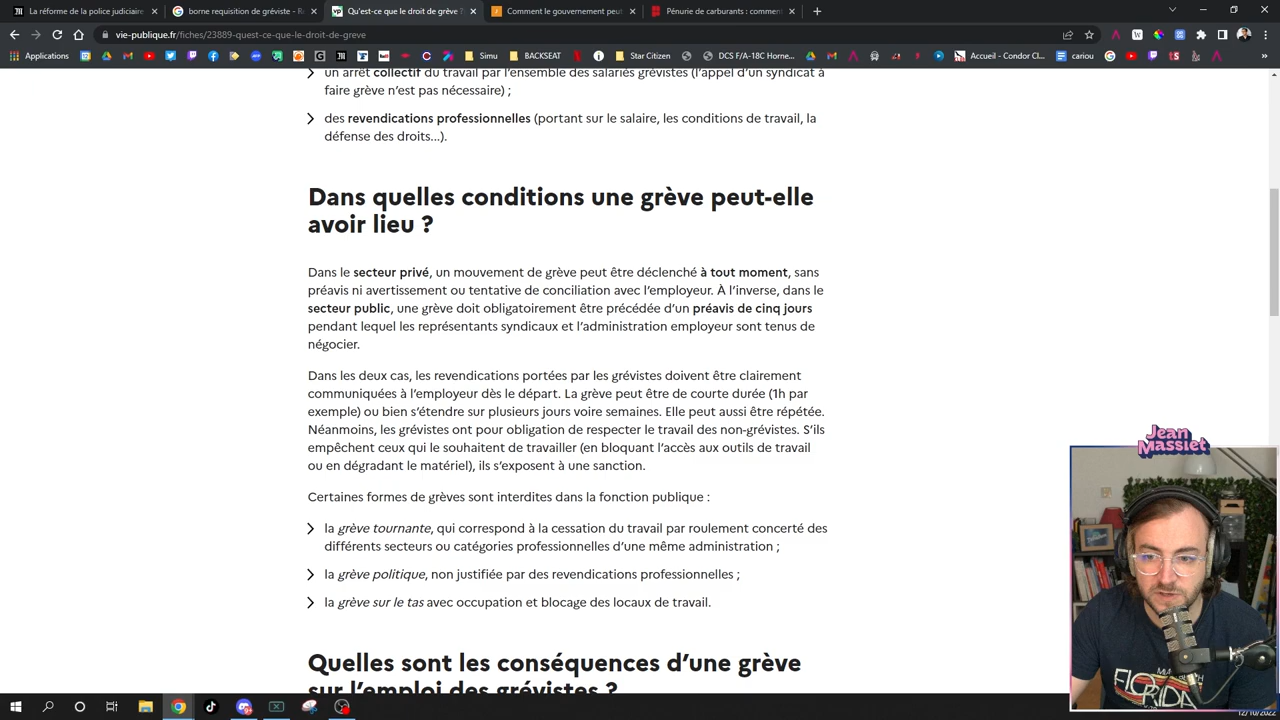 La réforme de la police judiciaire
borne requisition de gréviste - Re
Qu'est-ce que le droit de grève ?
Comment le gouvernement peut
Pénurie de carburants : comment
vie-publique.fr/fiches/23889-quest-ce-que-le-droit-de-greve
Applications
Simu
BACKSEAT
Star Citizen
DCS F/A-18C Horne...
Accueil - Condor Cl...
cariou
un arrêt collectif du travail par l'ensemble des salariés grévistes (l'appel d'un syndicat à
faire grève n'est pas nécessaire) ;
des revendications professionnelles (portant sur le salaire, les conditions de travail, la
défense des droits...).
Dans quelles conditions une grève peut-elle
avoir lieu ?
Dans le secteur privé, un mouvement de grève peut être déclenché à tout moment, sans
préavis ni avertissement ou tentative de conciliation avec l'employeur. À l'inverse, dans le
secteur public, une grève doit obligatoirement être précédée d'un préavis de cinq jours
pendant lequel les représentants syndicaux et l'administration employeur sont tenus de
négocier.
Dans les deux cas, les revendications portées par les grévistes doivent être clairement
communiquées à l'employeur dès le départ. La grève peut être de courte durée (1h par
exemple) ou bien s'étendre sur plusieurs jours voire semaines. Elle peut aussi être répétée.
Néanmoins, les grévistes ont pour obligation de respecter le travail des non-grévistes. S'ils
empêchent ceux qui le souhaitent de travailler (en bloquant l'accès aux outils de travail
ou en dégradant le matériel), ils s'exposent à une sanction.
Certaines formes de grèves sont interdites dans la fonction publique :
la grève tournante, qui correspond à la cessation du travail par roulement concerté des
différents secteurs ou catégories professionnelles d'une même administration ;
la grève politique, non justifiée par des revendications professionnelles ;
la grève sur le tas avec occupation et blocage des locaux de travail.
Quelles sont les conséquences d'une grève
sur l'emploi des grévistes ?
Jean
Massiet
FLORIDA
12/10/2022